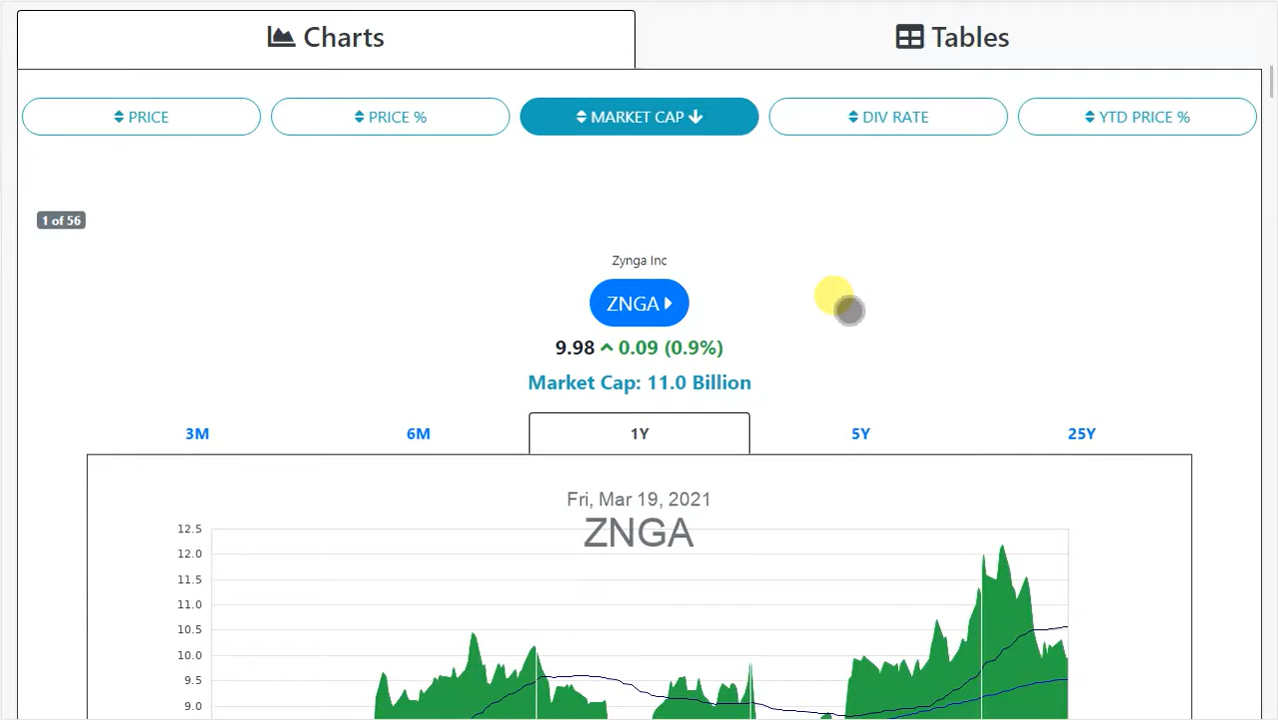 Charts
Tables
PRICE
PRICE %
MARKET CAP
DIV RATE
YTD PRICE %
1 of 56
Zynga Inc
ZNGA
9.98 0.09 (0.9%)
Market Cap: 11.0 Billion
3M
6M
1Y
5Y
25Y
Fri, Mar 19, 2021
ZNGA
12.5
12.0
11.5
11.0
10.5
10.0
9.5
9.0